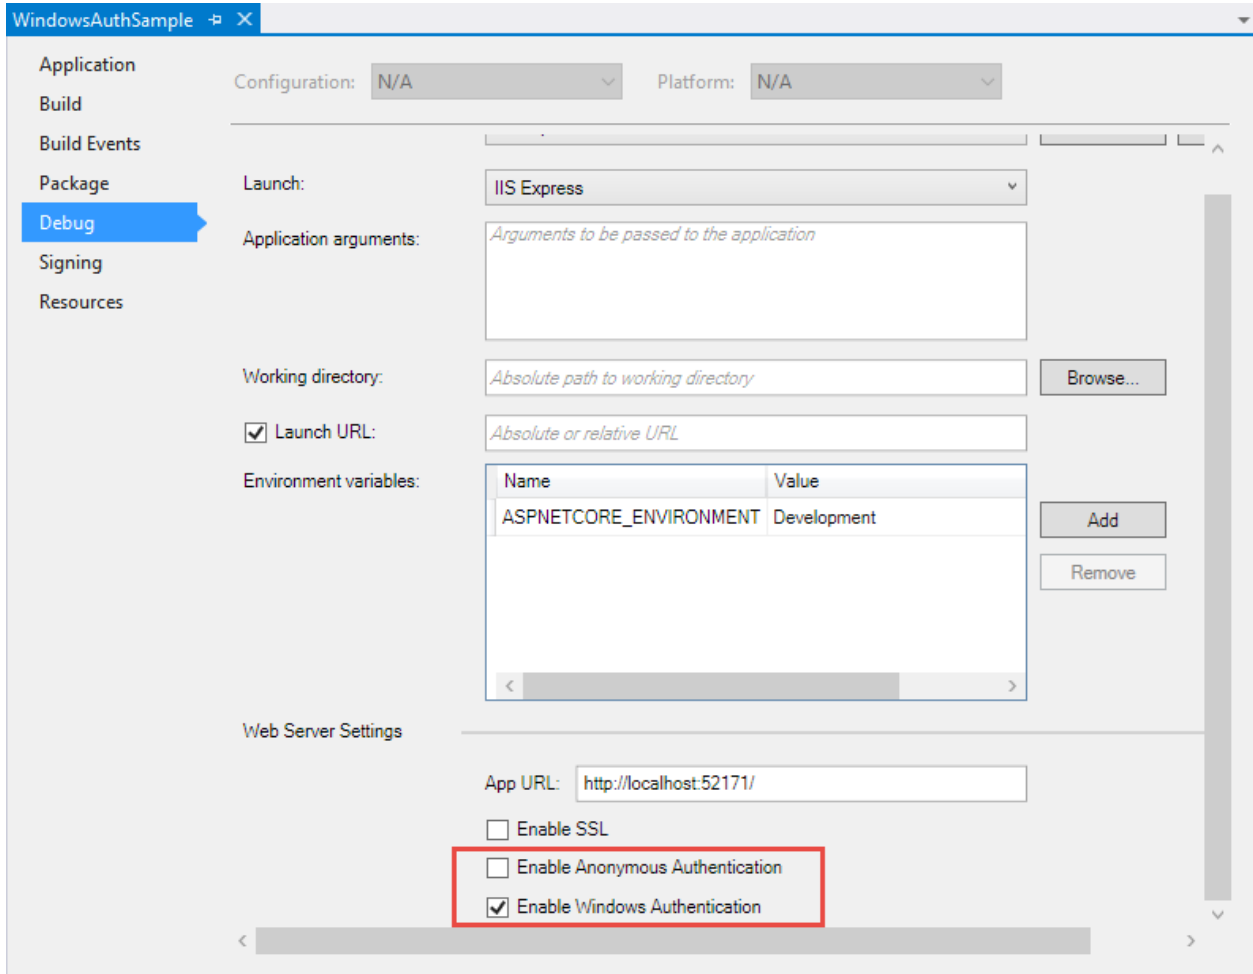 WindowsAuthSample
Application
Configuration: N/A Platform: N/A
Build
Build Events
Package
Launch: IIS Express
Debug
Application arguments: Arguments to be passed to the application
Signing
Resources
Working directory: Absolute path to working directory Browse...
Launch URL: Absolute or relative URL
Environment variables: Name Value
ASPNETCORE_ENVIRONMENT Development Add
Remove
Web Server Settings
App URL: http://localhost:52171/
Enable SSL
Enable Anonymous Authentication
Enable Windows Authentication